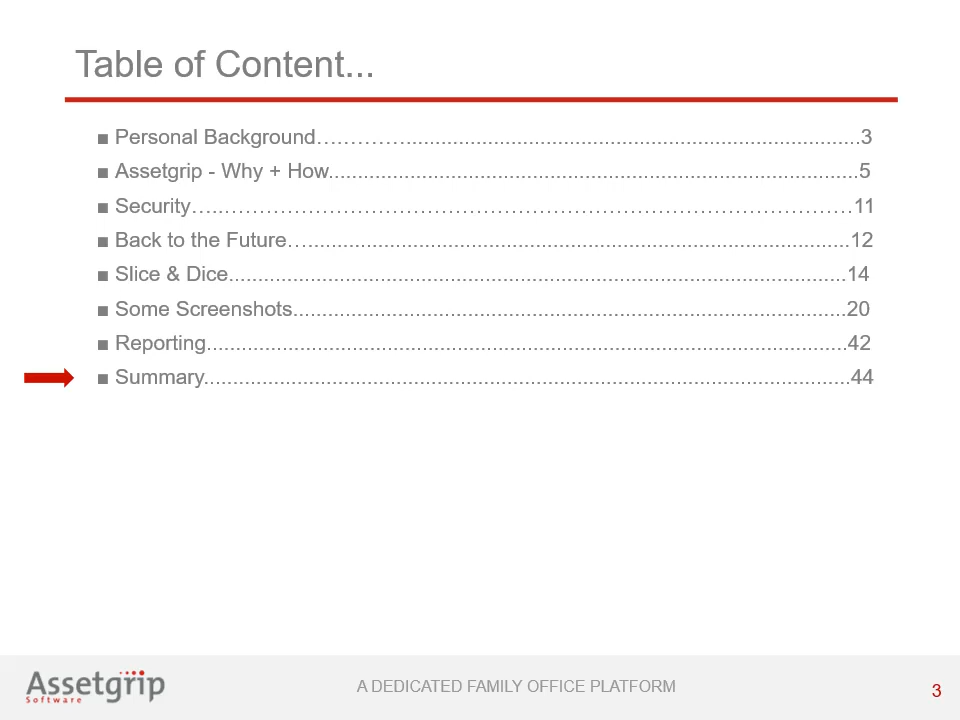 Table of Content...
■ Personal Background…………...............................................................................3
■ Assetgrip - Why + How...........................................................................................5
■ Security…..…………………………………………………………………………………11
■ Back to the Future…..............................................................................................12
■ Slice & Dice..........................................................................................................14
■ Some Screenshots...............................................................................................20
■ Reporting..............................................................................................................42
■ Summary...............................................................................................................44
Assetgrip
Software
A DEDICATED FAMILY OFFICE PLATFORM
3